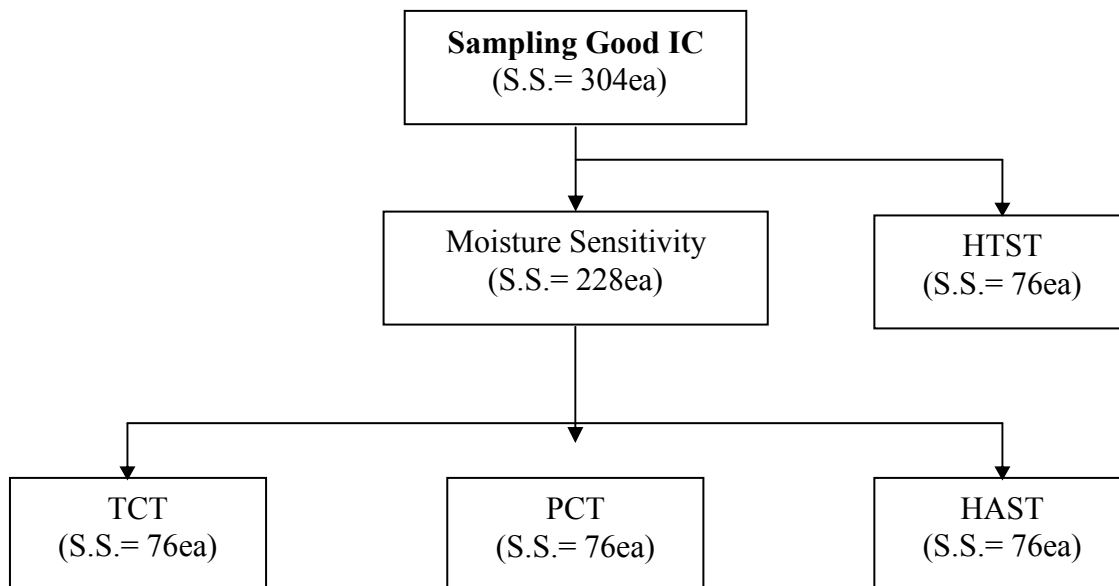 Sampling Good IC
(S.S.= 304ea)
Moisture Sensitivity
(S.S.= 228ea)
HTST
(S.S.= 76ea)
TCT
(S.S.= 76ea)
PCT
(S.S.= 76ea)
HAST
(S.S.= 76ea)